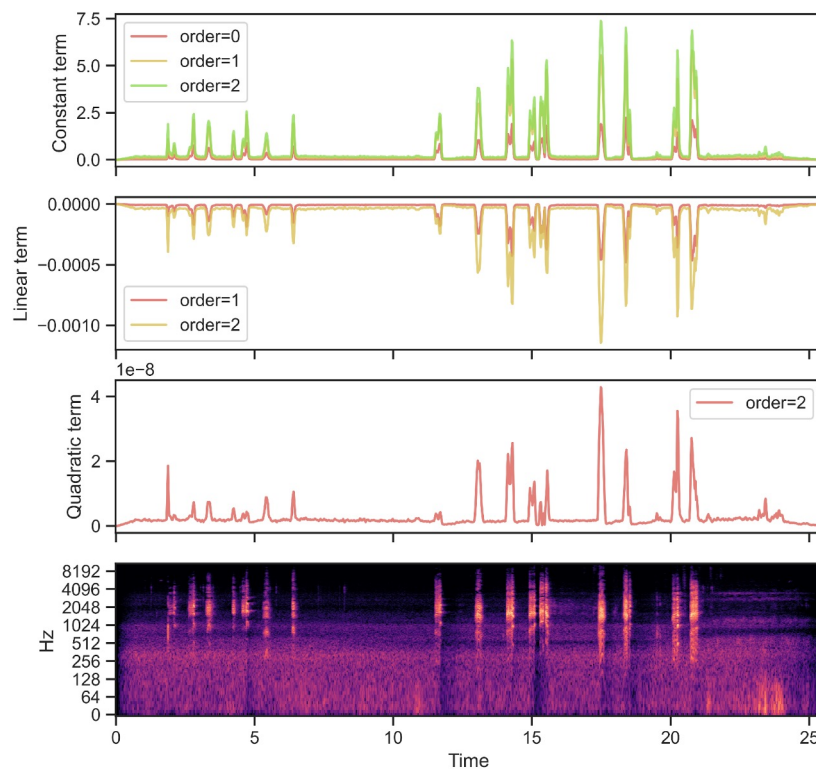 7.5
5.0
2.5
0.0
Constant term
order=0
order=1
order=2
0.0000
−0.0005
−0.0010
Linear term
order=1
order=2
1e−8
4
2
0
Quadratic term
order=2
8192
4096
2048
1024
512
256
128
64
0
Hz
0 5 10 15 20 25
Time